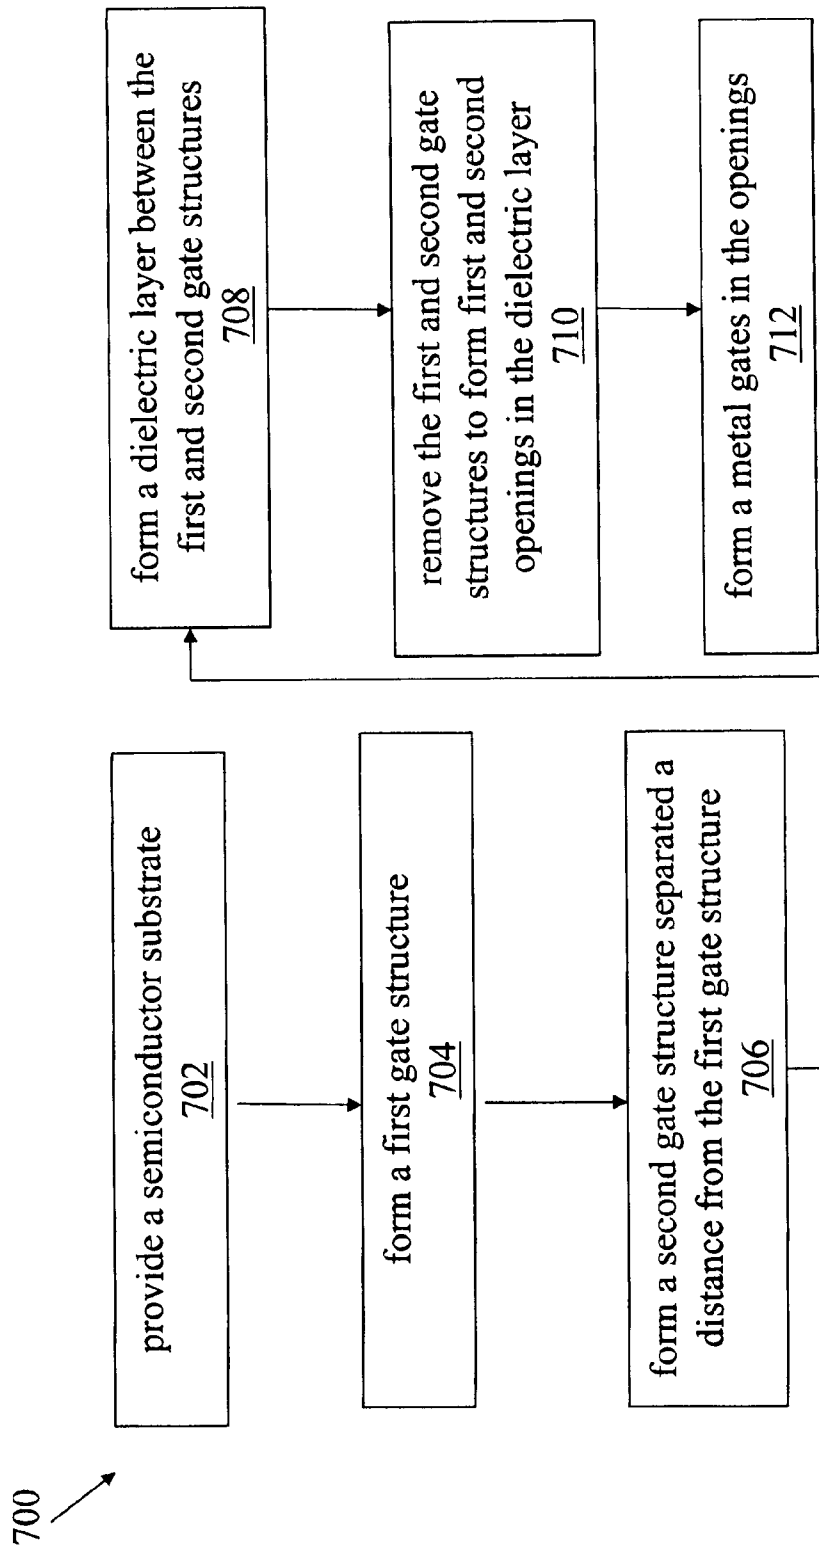 700
provide a semiconductor substrate
702
form a first gate structure
704
form a second gate structure separated a
distance from the first gate structure
706
form a dielectric layer between the
first and second gate structures
708
remove the first and second gate
structures to form first and second
openings in the dielectric layer
710
form a metal gates in the openings
712